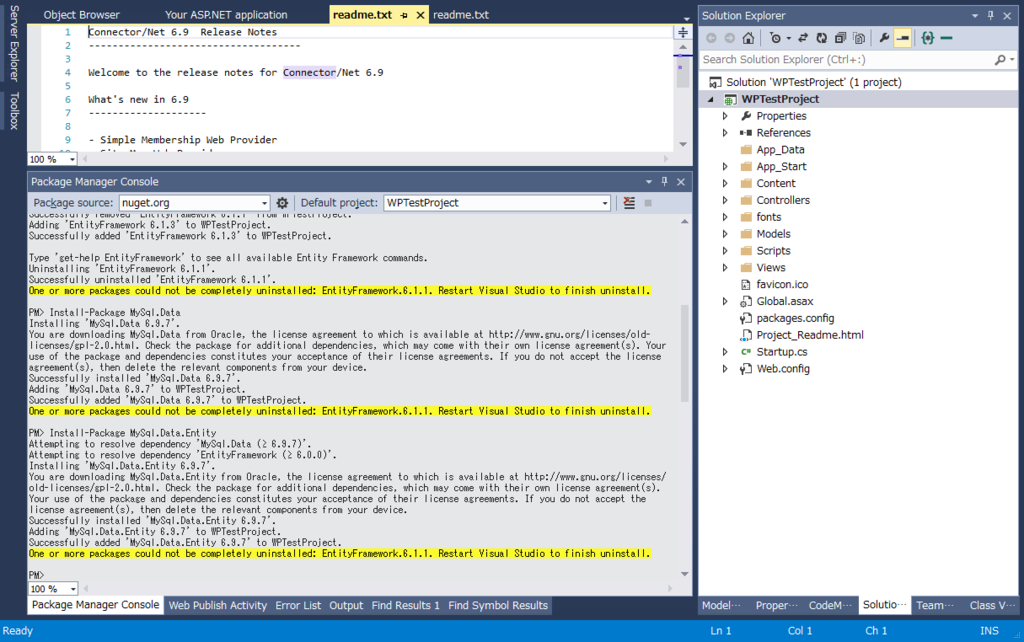 Server Explorer
Toolbox
Object Browser
Your ASP.NET application
readme.txt
readme.txt
1 Connector/Net 6.9  Release Notes
2 ------------------------------------
3
4 Welcome to the release notes for Connector/Net 6.9
5
6 What's new in 6.9
7 --------------------
8
9 - Simple Membership Web Provider
100 %
Package Manager Console
Package source: nuget.org Default project: WPTestProject
Successfully removed 'EntityFramework 6.1.1' from WPTestProject.
Adding 'EntityFramework 6.1.3' to WPTestProject.
Successfully added 'EntityFramework 6.1.3' to WPTestProject.
Type 'get-help EntityFramework' to see all available Entity Framework commands.
Uninstalling 'EntityFramework 6.1.1'.
Successfully uninstalled 'EntityFramework 6.1.1'.
One or more packages could not be completely uninstalled: EntityFramework.6.1.1. Restart Visual Studio to finish uninstall.
PM> Install-Package MySql.Data
Installing 'MySql.Data 6.9.7'.
You are downloading MySql.Data from Oracle, the license agreement to which is available at http://www.gnu.org/licenses/old-
licenses/gpl-2.0.html. Check the package for additional dependencies, which may come with their own license agreement(s). Your
use of the package and dependencies constitutes your acceptance of their license agreements. If you do not accept the license
agreement(s), then delete the relevant components from your device.
Successfully installed 'MySql.Data 6.9.7'.
Adding 'MySql.Data 6.9.7' to WPTestProject.
Successfully added 'MySql.Data 6.9.7' to WPTestProject.
One or more packages could not be completely uninstalled: EntityFramework.6.1.1. Restart Visual Studio to finish uninstall.
PM> Install-Package MySql.Data.Entity
Attempting to resolve dependency 'MySql.Data (≥ 6.9.7)'.
Attempting to resolve dependency 'EntityFramework (≥ 6.0.0)'.
Installing 'MySql.Data.Entity 6.9.7'.
You are downloading MySql.Data.Entity from Oracle, the license agreement to which is available at http://www.gnu.org/licenses/
old-licenses/gpl-2.0.html. Check the package for additional dependencies, which may come with their own license agreement(s).
Your use of the package and dependencies constitutes your acceptance of their license agreements. If you do not accept the
license agreement(s), then delete the relevant components from your device.
Successfully installed 'MySql.Data.Entity 6.9.7'.
Adding 'MySql.Data.Entity 6.9.7' to WPTestProject.
Successfully added 'MySql.Data.Entity 6.9.7' to WPTestProject.
One or more packages could not be completely uninstalled: EntityFramework.6.1.1. Restart Visual Studio to finish uninstall.
PM>
100 %
Package Manager Console Web Publish Activity Error List Output Find Results 1 Find Symbol Results
Solution Explorer
Search Solution Explorer (Ctrl+:)
Solution 'WPTestProject' (1 project)
WPTestProject
Properties
References
App_Data
App_Start
Content
Controllers
fonts
Models
Scripts
Views
favicon.ico
Global.asax
packages.config
Project_Readme.html
Startup.cs
Web.config
Model··· Proper··· CodeM··· Solutio··· Team··· Class V···
Ready Ln 1 Col 1 Ch 1 INS